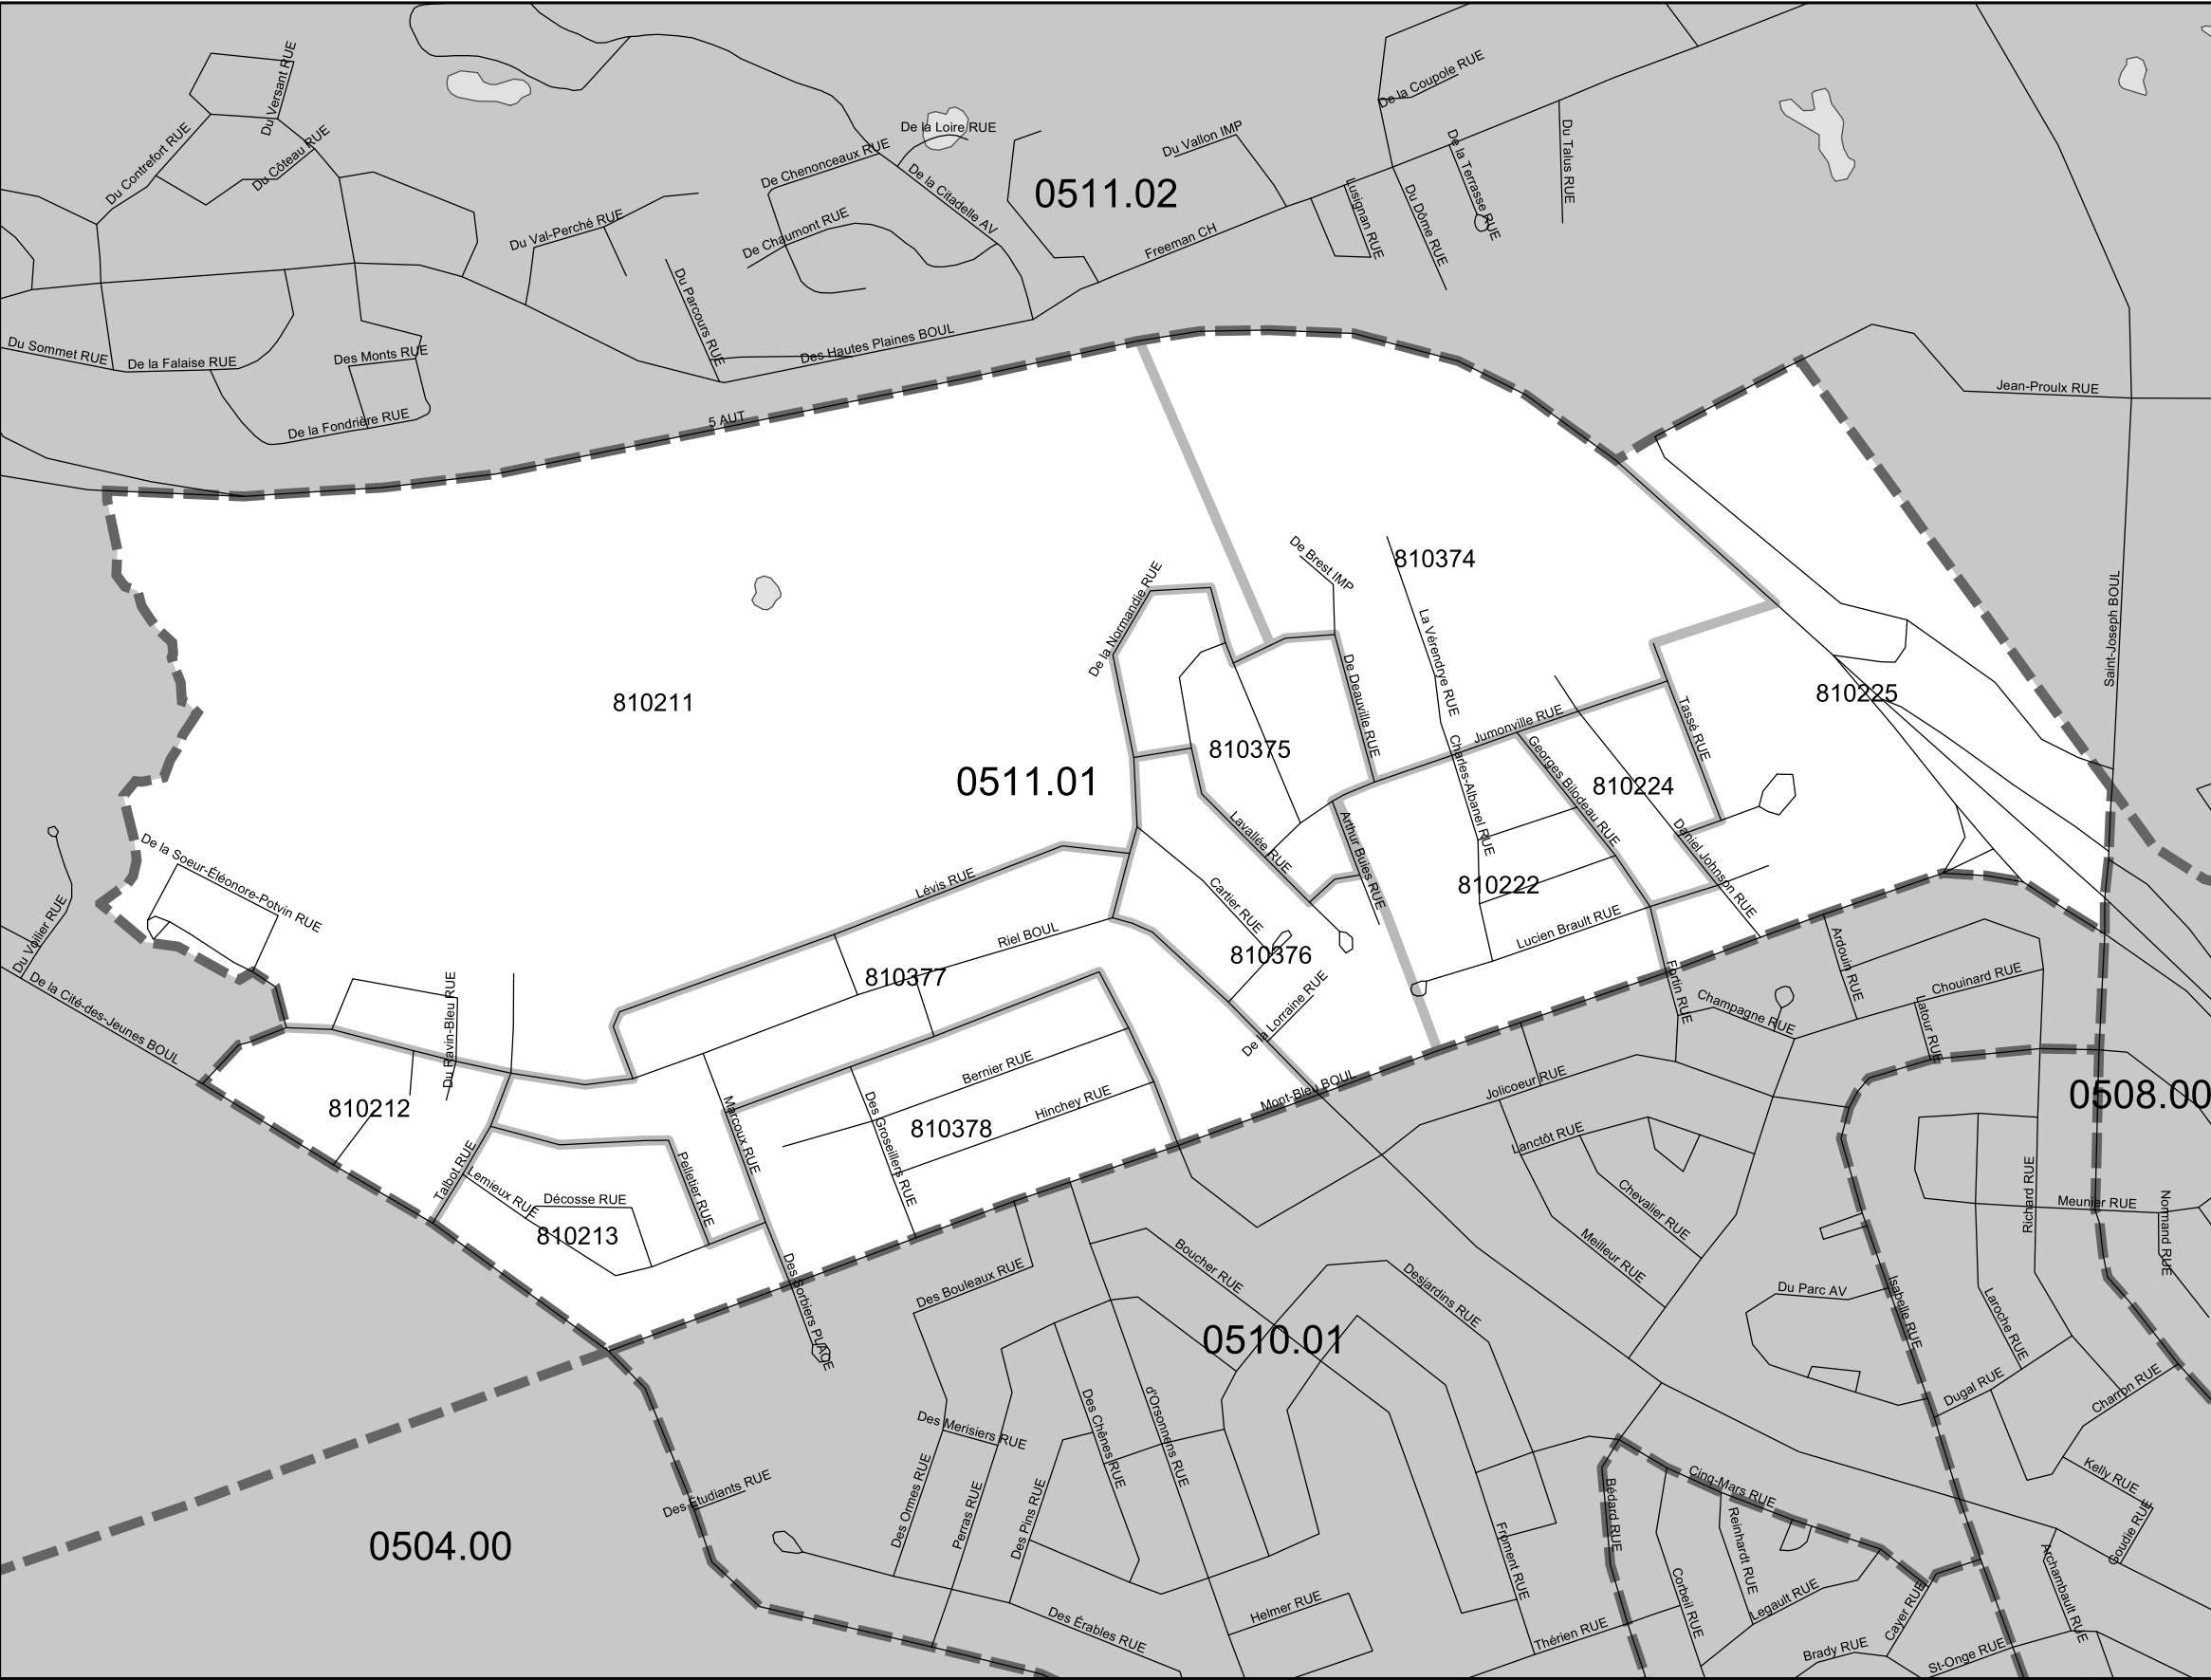 Du Versant RUE
Du Contrefort RUE
Du Côteau RUE
De la Coupole RUE
De la Loire RUE
De Chenonceaux RUE
De la Citadelle AV
De Chaumont RUE
Du Val-Perché RUE
Du Parcours RUE
Du Vallon IMP
0511.02
Freeman CH
Lusignan RUE
Du Dôme RUE
De la Terrasse RUE
Du Talus RUE
Du Sommet RUE
De la Falaise RUE
Des Monts RUE
De la Fondrière RUE
Des Hautes Plaines BOUL
5 AUT
Jean-Proulx RUE
Saint-Joseph BOUL
De Brest IMP
810374
De la Normandie RUE
La Vérendrye RUE
De Deauville RUE
810211
810375
0511.01
Jumonville RUE
Charles-Albanel RUE
Georges Bilodeau RUE
Tassé RUE
810225
810224
Daniel Johnson RUE
Lavallée RUE
Arthur Buies RUE
810222
Lucien Brault RUE
De la Soeur-Éléonore-Potvin RUE
Du Voilier RUE
De la Cité-des-Jeunes BOUL
Lévis RUE
Riel BOUL
Cartier RUE
810376
De la Lorraine RUE
810377
Du Ravin-Bleu RUE
810212
Bernier RUE
Hinchey RUE
810378
Des Groseillers RUE
Marcoux RUE
Mont-Bleu BOUL
Talbot RUE
Lemieux RUE
Décosse RUE
810213
Pelletier RUE
Des Sorbiers PLACE
Fortin RUE
Champagne RUE
Ardouin RUE
Chouinard RUE
Latour RUE
0508.00
Jolicoeur RUE
Lanctôt RUE
Chevalier RUE
Meilleur RUE
Richard RUE
Meunier RUE
Normand RUE
Du Parc AV
Isabelle RUE
Laroche RUE
Dugal RUE
Charron RUE
Des Bouleaux RUE
Boucher RUE
Desjardins RUE
0510.01
Des Merisiers RUE
Des Chênes RUE
d'Orsonnens RUE
Des Étudiants RUE
Des Ormes RUE
Perras RUE
Des Pins RUE
0504.00
Froment RUE
Bédard RUE
Cinq-Mars RUE
Reinhardt RUE
Corbeil RUE
Legault RUE
Cayer RUE
Kelly RUE
Goudie RUE
Archambault RUE
Des Érables RUE
Helmer RUE
Thérien RUE
Brady RUE
St-Onge RUE